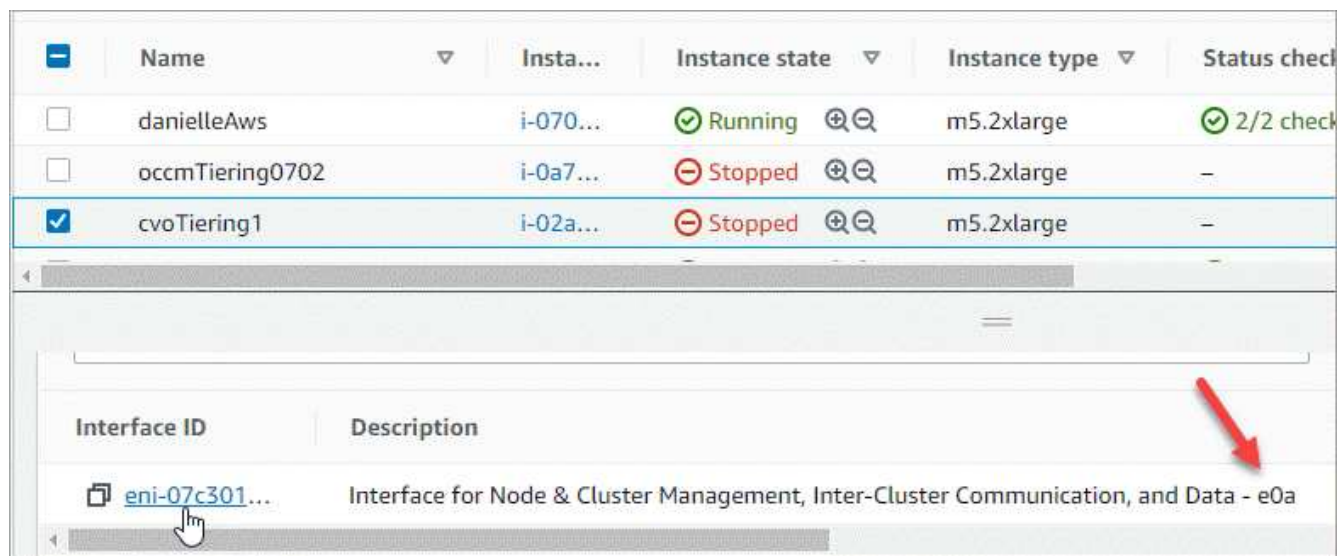 Name Insta... Instance state Instance type Status check
danielleAws i-070... Running m5.2xlarge 2/2 check
occmTiering0702 i-0a7... Stopped m5.2xlarge –
cvoTiering1 i-02a... Stopped m5.2xlarge –
Interface ID Description
eni-07c301... Interface for Node & Cluster Management, Inter-Cluster Communication, and Data - e0a